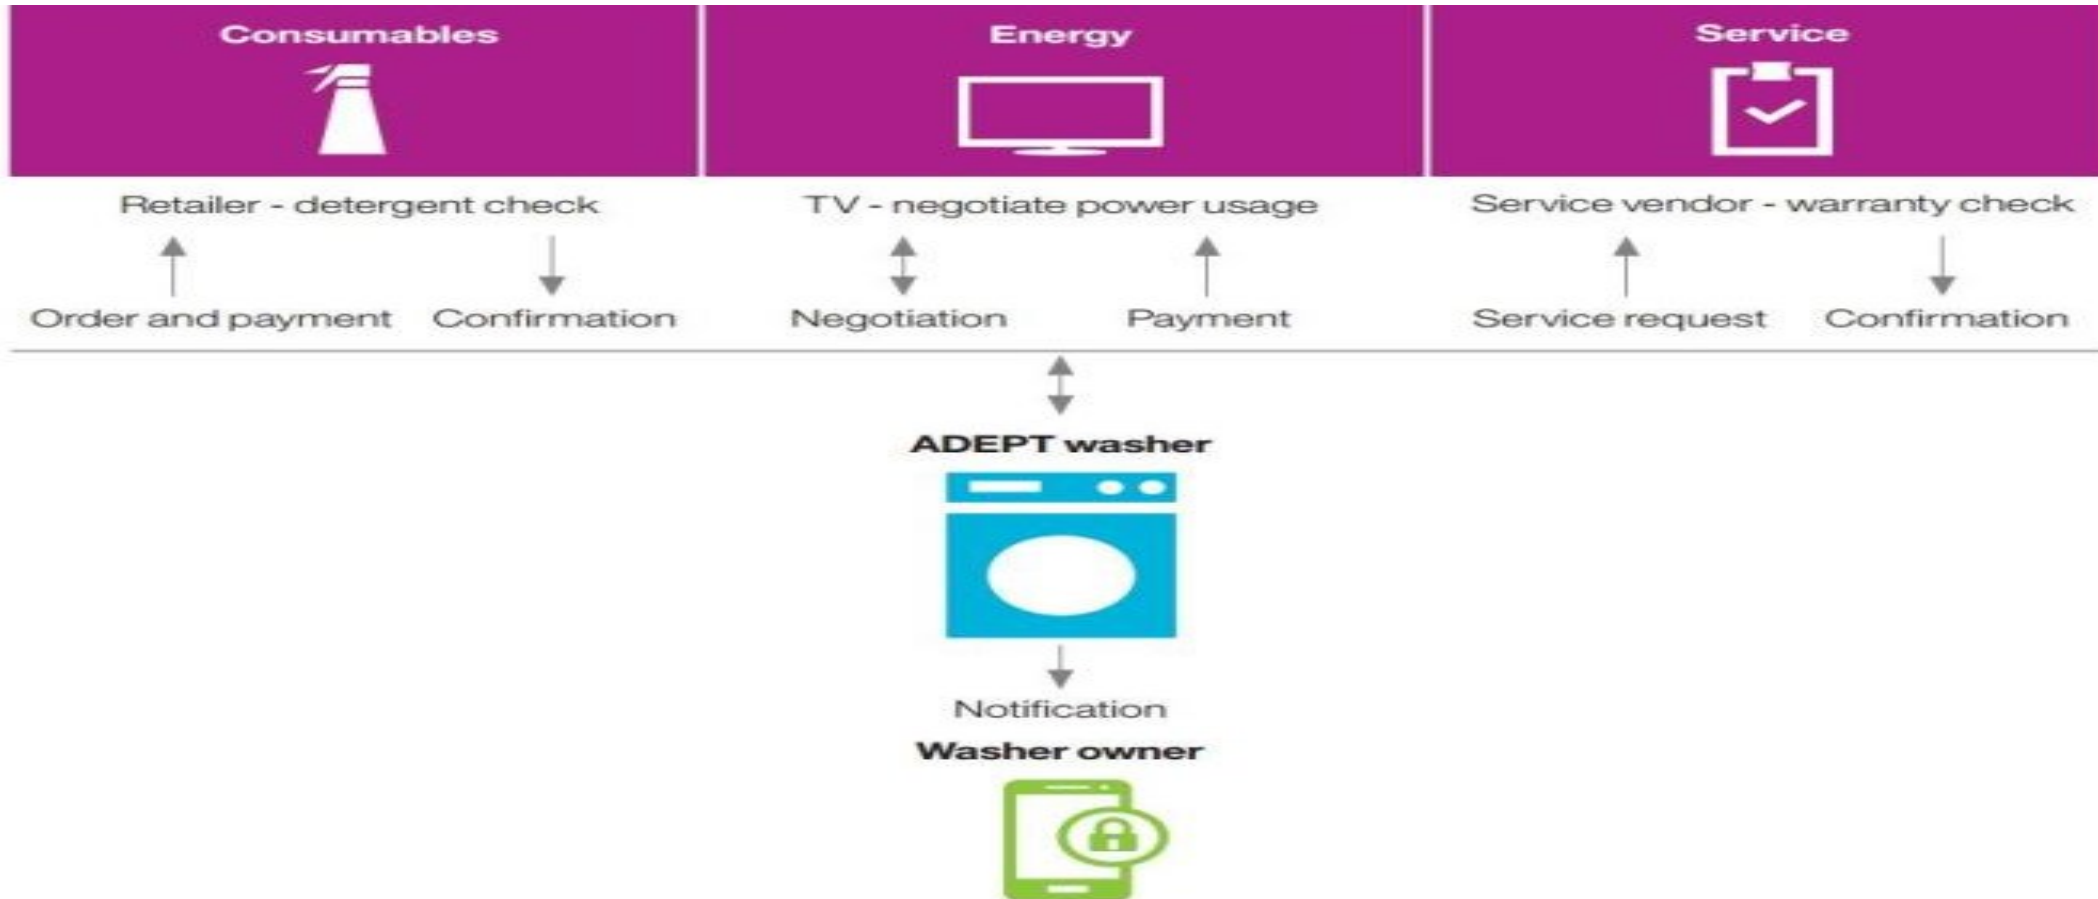 Consumables
Energy
Service
Retailer - detergent check
TV - negotiate power usage
Service vendor - warranty check
Order and payment
Confirmation
Negotiation
Payment
Service request
Confirmation
ADEPT washer
Notification
Washer owner